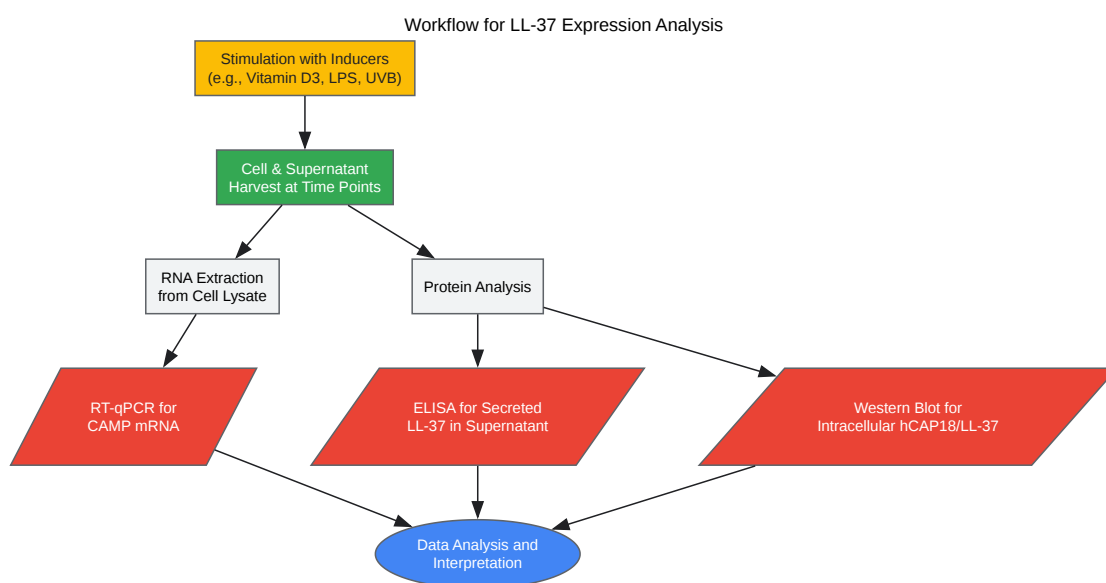 Workflow for LL-37 Expression Analysis
Stimulation with Inducers
(e.g., Vitamin D3, LPS, UVB)
Cell & Supernatant
Harvest at Time Points
RNA Extraction
from Cell Lysate
Protein Analysis
RT-qPCR for
CAMP mRNA
ELISA for Secreted
LL-37 in Supernatant
Western Blot for
Intracellular hCAP18/LL-37
Data Analysis and
Interpretation